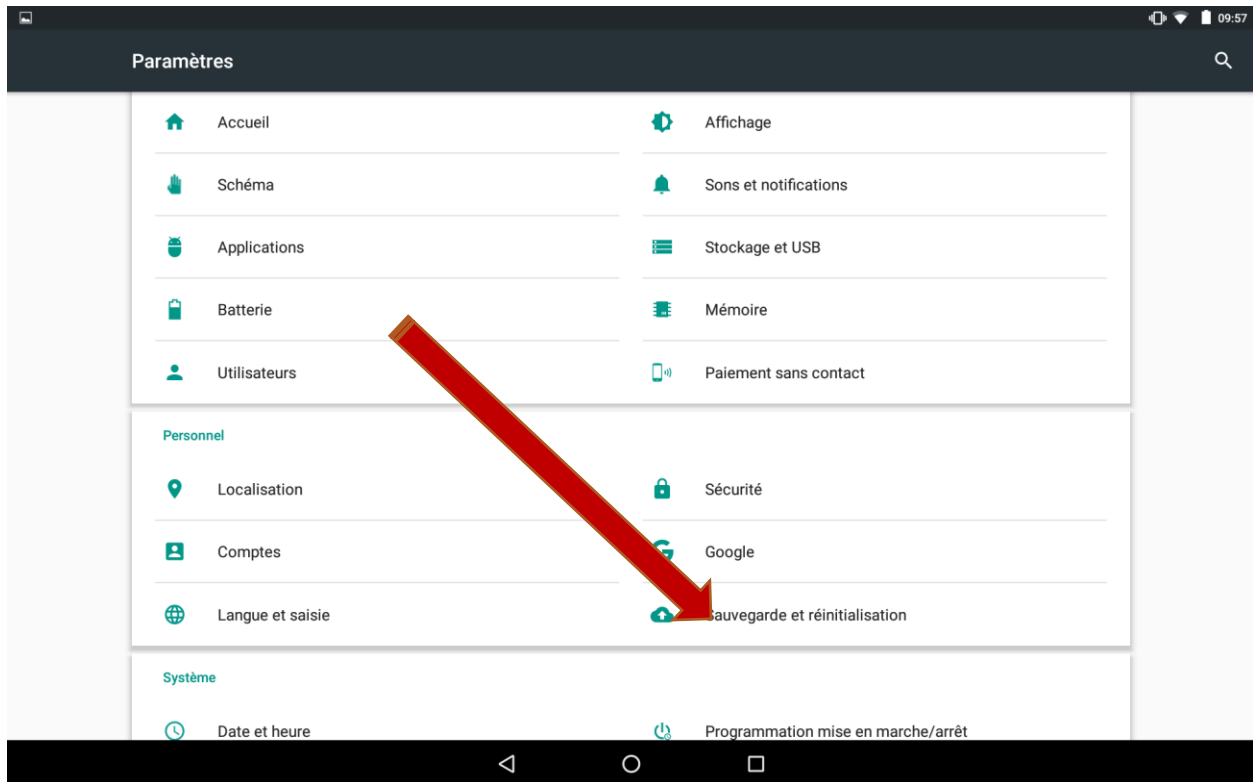 09:57
Paramètres
Accueil
Affichage
Schéma
Sons et notifications
Applications
Stockage et USB
Batterie
Mémoire
Utilisateurs
Paiement sans contact
Personnel
Localisation
Sécurité
Comptes
Google
Langue et saisie
Sauvegarde et réinitialisation
Système
Date et heure
Programmation mise en marche/arrêt